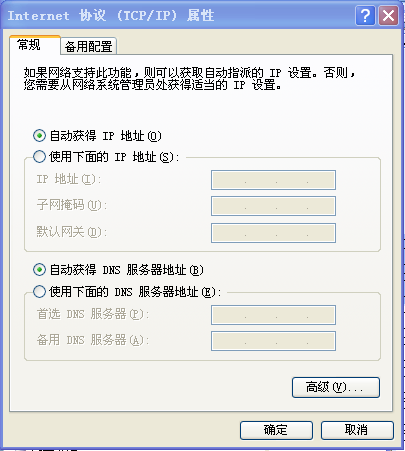 Internet 协议 (TCP/IP) 属性
常规 备用配置
如果网络支持此功能，则可以获取自动指派的 IP 设置。否则，
您需要从网络系统管理员处获得适当的 IP 设置。
自动获得 IP 地址(O)
使用下面的 IP 地址(S):
IP 地址(I):
子网掩码(U):
默认网关(D):
自动获得 DNS 服务器地址(B)
使用下面的 DNS 服务器地址(E):
首选 DNS 服务器(P):
备用 DNS 服务器(A):
高级(V)...
确定 取消